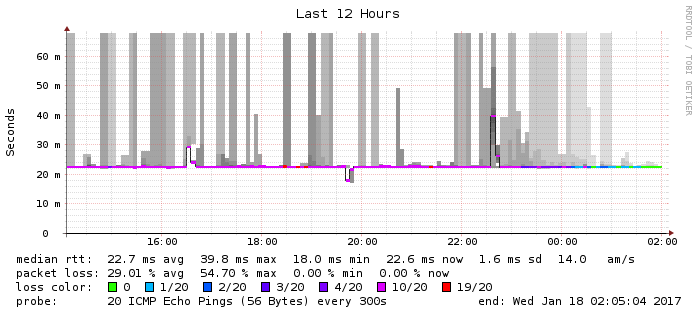 Last 12 Hours
RRDTOOL / TOBI OETIKER
Seconds
60 m
50 m
40 m
30 m
20 m
10 m
0
16:00 18:00 20:00 22:00 00:00 02:00
median rtt: 22.7 ms avg 39.8 ms max 18.0 ms min 22.6 ms now 1.6 ms sd 14.0 am/s
packet loss: 29.01 % avg 54.70 % max 0.00 % min 0.00 % now
loss color: 0 1/20 2/20 3/20 4/20 10/20 19/20
probe: 20 ICMP Echo Pings (56 Bytes) every 300s end: Wed Jan 18 02:05:04 2017